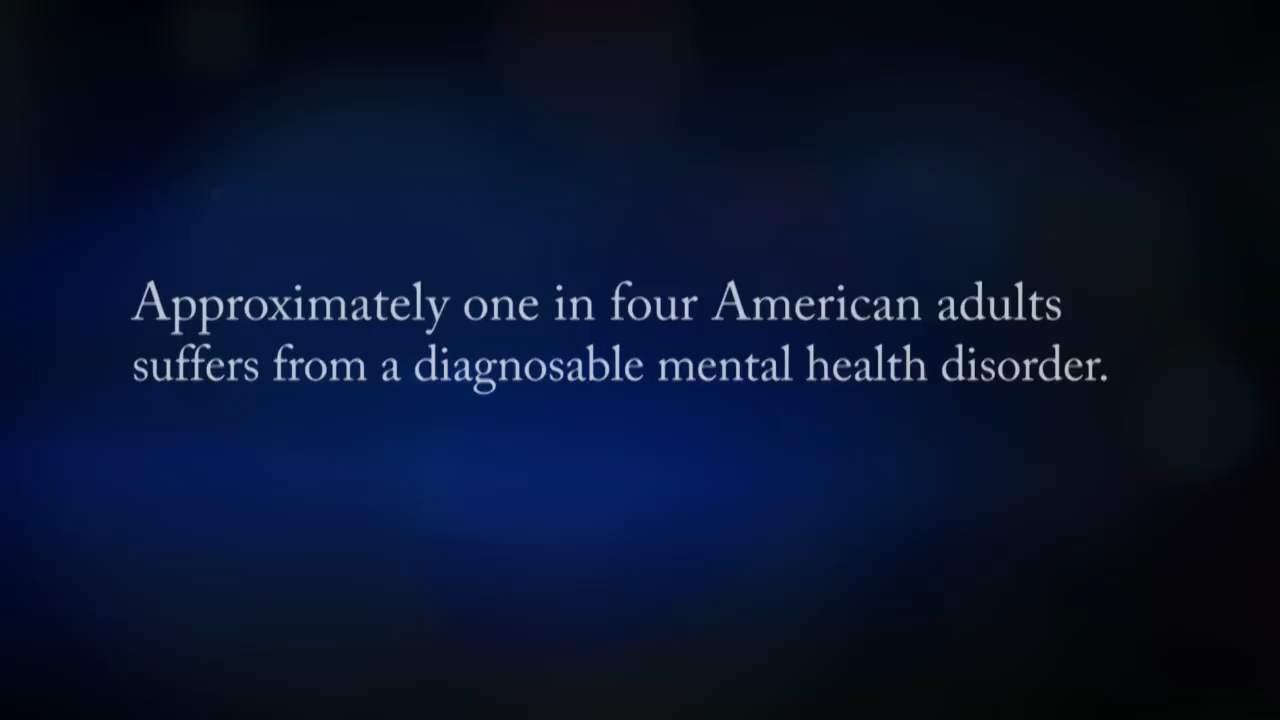 Approximately one in four American adults
suffers from a diagnosable mental health disorder.